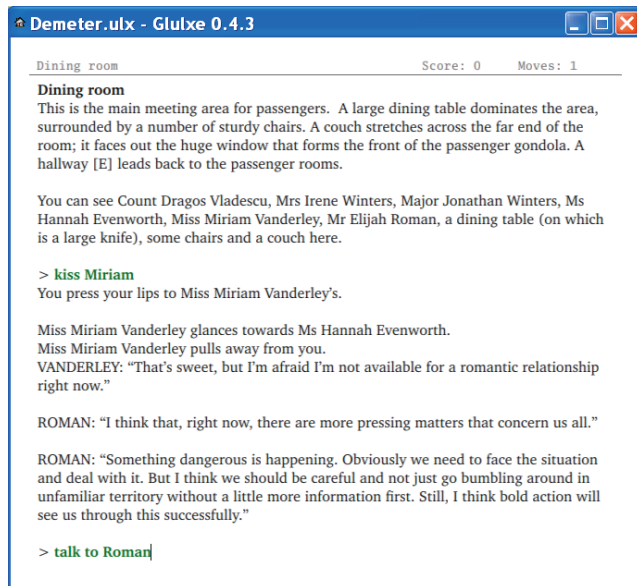 Demeter.ulx - Glulxe 0.4.3
Dining room Score: 0 Moves: 1
Dining room
This is the main meeting area for passengers. A large dining table dominates the area,
surrounded by a number of sturdy chairs. A couch stretches across the far end of the
room; it faces out the huge window that forms the front of the passenger gondola. A
hallway [E] leads back to the passenger rooms.
You can see Count Dragos Vladescu, Mrs Irene Winters, Major Jonathan Winters, Ms
Hannah Evenworth, Miss Miriam Vanderley, Mr Elijah Roman, a dining table (on which
is a large knife), some chairs and a couch here.
> kiss Miriam
You press your lips to Miss Miriam Vanderley’s.
Miss Miriam Vanderley glances towards Ms Hannah Evenworth.
Miss Miriam Vanderley pulls away from you.
VANDERLEY: “That’s sweet, but I’m afraid I’m not available for a romantic relationship
right now.”
ROMAN: “I think that, right now, there are more pressing matters that concern us all.”
ROMAN: “Something dangerous is happening. Obviously we need to face the situation
and deal with it. But I think we should be careful and not just go bumbling around in
unfamiliar territory without a little more information first. Still, I think bold action will
see us through this successfully.”
> talk to Roman